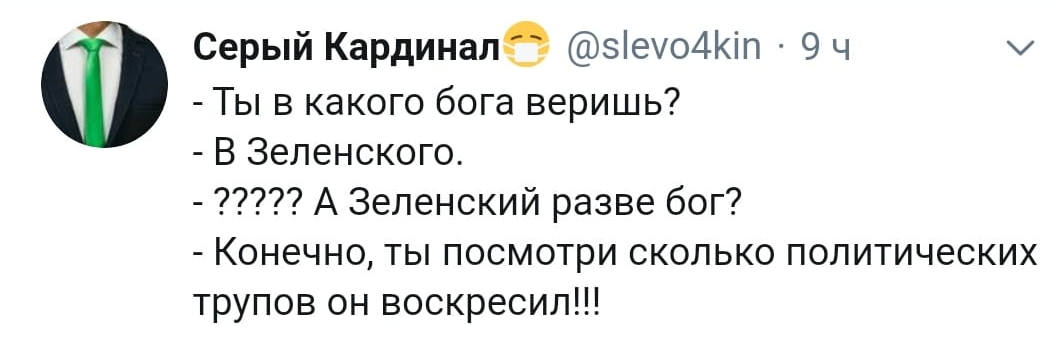 Серый Кардинал😷 @slevo4kin · 9 ч
- Ты в какого бога веришь?
- В Зеленского.
- ????? А Зеленский разве бог?
- Конечно, ты посмотри сколько политических
трупов он воскресил!!!